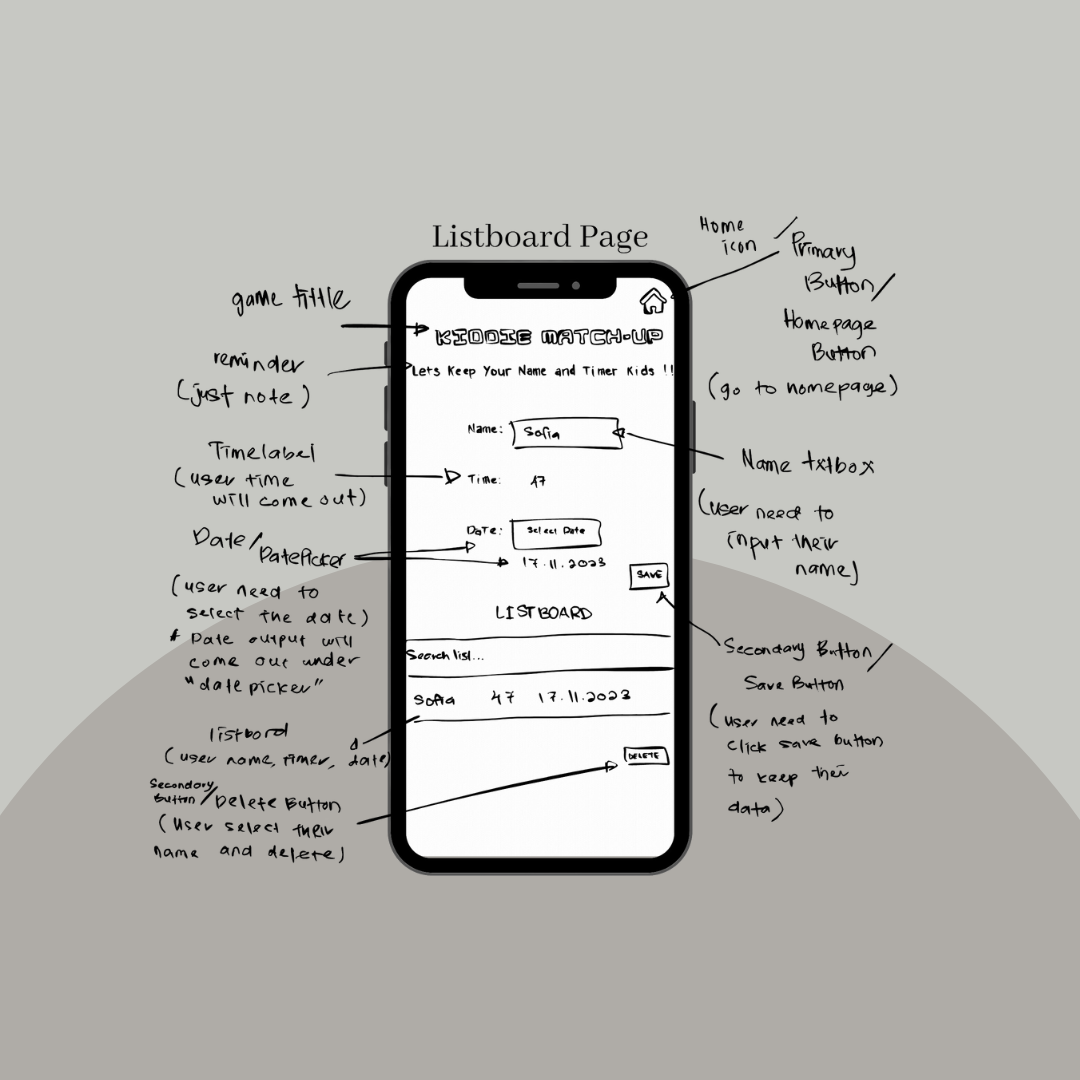 Listboard Page
KIDDIE MATCH-UP
Lets Keep Your Name and Timer Kids !!
Name: Sofia
Time: 47
Date: Select Date
17.11.2023
SAVE
LISTBOARD
Search list...
Sofia 47 17.11.2023
DELETE
game tittle
reminder
(just note)
Timelabel
(user time
will come out)
Date/
DatePicker
(user need to
select the date)
* Date output will
come out under
"date picker"
listbord
(user name, timer, date)
Secondary
Button/
Delete Button
(user select their
name and delete)
Home
icon /
Primary
Button/
Homepage
Button
(go to homepage)
Name txtbox
(user need to
input their
name)
Secondary Button/
Save Button
(user need to
click save button
to keep their
data)